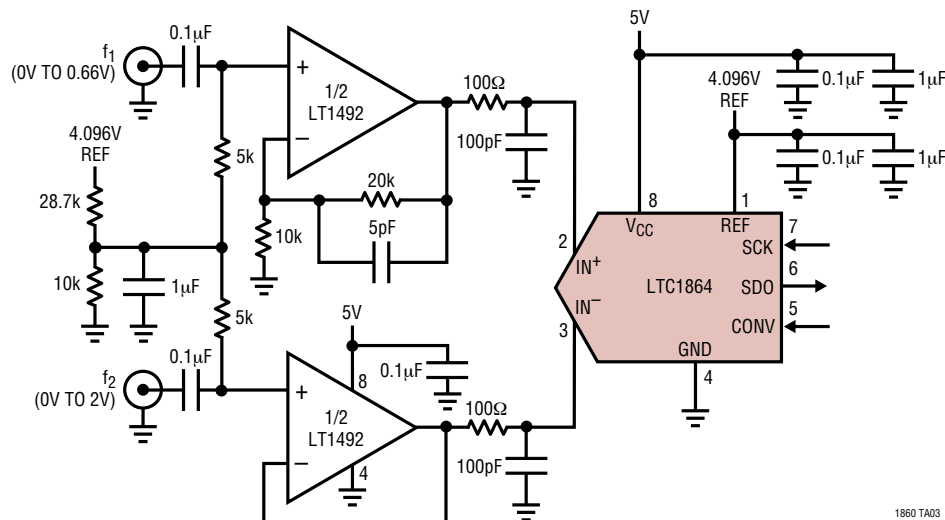 f1
(0V TO 0.66V)
0.1µF
+
1/2
LT1492
−
100Ω
100pF
4.096V
REF
28.7k
5k
20k
5pF
10k
10k
1µF
5k
f2
(0V TO 2V)
0.1µF
+
1/2
LT1492
−
5V
8
0.1µF
4
100Ω
100pF
5V
0.1µF
1µF
4.096V
REF
0.1µF
1µF
8
1
VCC
REF
7
SCK
6
SDO
5
CONV
2
IN+
LTC1864
IN−
3
GND
4
1860 TA03